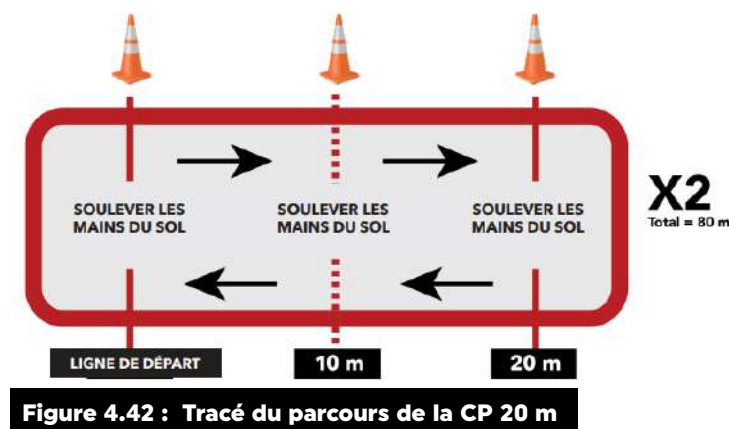 SOULEVER LES
MAINS DU SOL
SOULEVER LES
MAINS DU SOL
SOULEVER LES
MAINS DU SOL
X2
Total = 80 m
LIGNE DE DÉPART
10 m
20 m
Figure 4.42 : Tracé du parcours de la CP 20 m